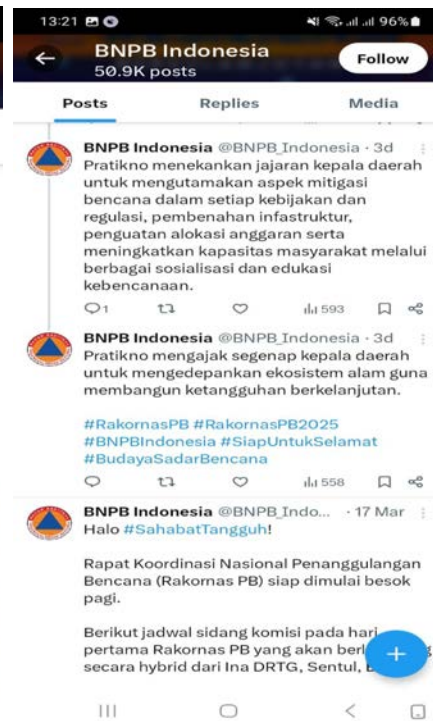 13:21 96%
BNPB Indonesia
50.9K posts
Follow
Posts Replies Media
BNPB Indonesia @BNPB_Indonesia · 3d
Pratikno menekankan jajaran kepala daerah
untuk mengutamakan aspek mitigasi
bencana dalam setiap kebijakan dan
regulasi, pembenahan infastruktur,
penguatan alokasi anggaran serta
meningkatkan kapasitas masyarakat melalui
berbagai sosialisasi dan edukasi
kebencanaan.
1 593
BNPB Indonesia @BNPB_Indonesia · 3d
Pratikno mengajak segenap kepala daerah
untuk mengedepankan ekosistem alam guna
membangun ketangguhan berkelanjutan.
#RakornasPB #RakornasPB2025
#BNPBIndonesia #SiapUntukSelamat
#BudayaSadarBencana
558
BNPB Indonesia @BNPB_Indo... · 17 Mar
Halo #SahabatTangguh!
Rapat Koordinasi Nasional Penanggulangan
Bencana (Rakornas PB) siap dimulai besok
pagi.
Berikut jadwal sidang komisi pada hari
pertama Rakornas PB yang akan
secara hybrid dari Ina DRTG, Sentul,